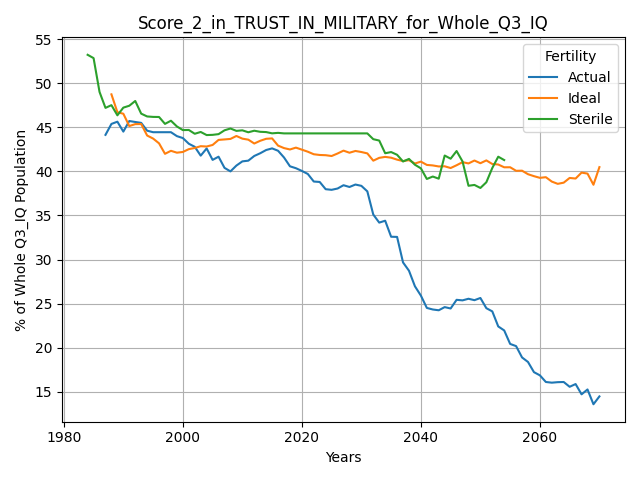 Score_2_in_TRUST_IN_MILITARY_for_Whole_Q3_IQ
Fertility
Actual
Ideal
Sterile
% of Whole Q3_IQ Population
55
50
45
40
35
30
25
20
15
1980 2000 2020 2040 2060
Years